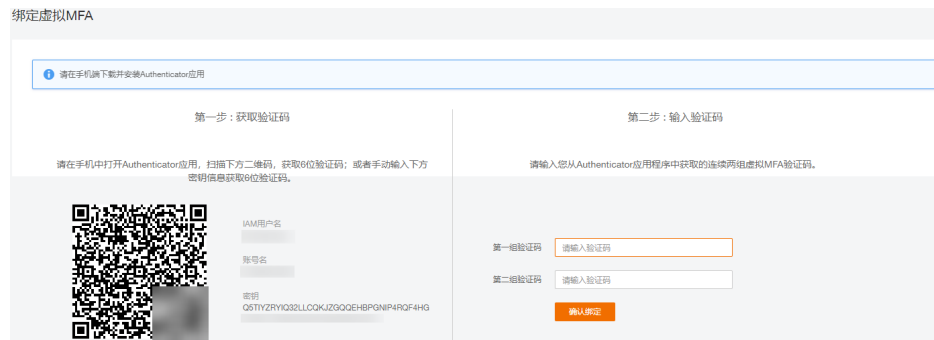 绑定虚拟MFA
请在手机端下载并安装Authenticator应用
第一步：获取验证码
请在手机中打开Authenticator应用，扫描下方二维码，获取6位验证码；或者手动输入下方
密钥信息获取6位验证码。
IAM用户名
账号名
密钥
Q5TIYZRYIQ32LLCQKJZGQQEHBPGNIP4RQF4HG
第二步：输入验证码
请输入您从Authenticator应用程序中获取的连续两组虚拟MFA验证码。
第一组验证码 请输入验证码
第二组验证码 请输入验证码
确认绑定